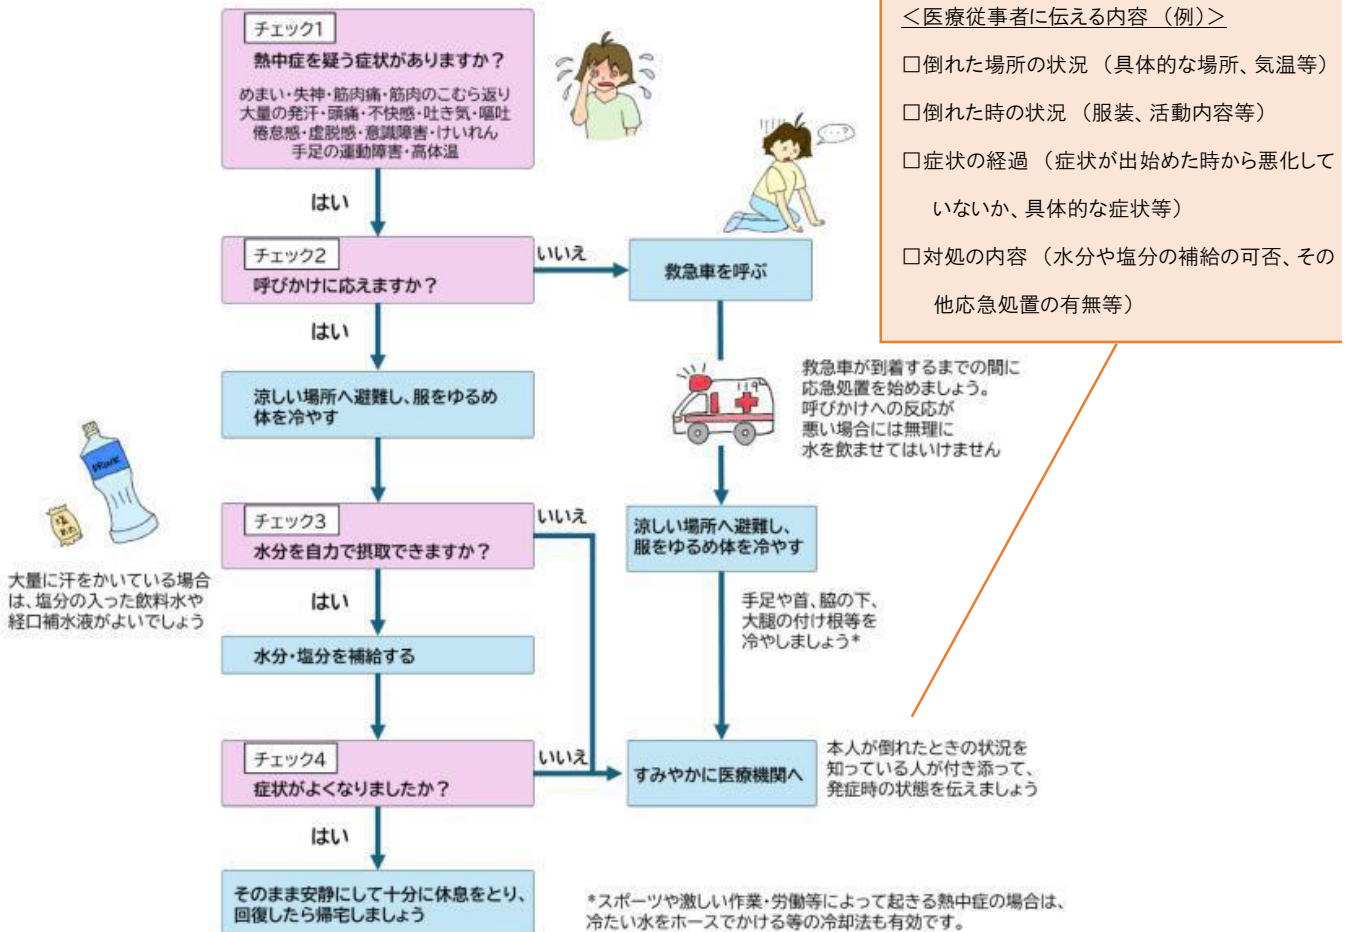 チェック1
熱中症を疑う症状がありますか？
めまい・失神・筋肉痛・筋肉のこむら返り
大量の発汗・頭痛・不快感・吐き気・嘔吐
倦怠感・虚脱感・意識障害・けいれん
手足の運動障害・高体温
はい
チェック2
呼びかけに応えますか？
いいえ
救急車を呼ぶ
はい
涼しい場所へ避難し、服をゆるめ
体を冷やす
119
救急車が到着するまでの間に
応急処置を始めましょう。
呼びかけへの反応が
悪い場合には無理に
水を飲ませてはいけません
チェック3
水分を自力で摂取できますか？
いいえ
涼しい場所へ避難し、
服をゆるめ体を冷やす
DRINK
塩
大量に汗をかいている場合
は、塩分の入った飲料水や
経口補水液がよいでしょう
はい
手足や首、脇の下、
大腿の付け根等を
冷やしましょう*
水分・塩分を補給する
チェック4
症状がよくなりましたか？
いいえ
すみやかに医療機関へ
本人が倒れたときの状況を
知っている人が付き添って、
発症時の状態を伝えましょう
はい
そのまま安静にして十分に休息をとり、
回復したら帰宅しましょう
*スポーツや激しい作業・労働等によって起きる熱中症の場合は、
冷たい水をホースでかける等の冷却法も有効です。
＜医療従事者に伝える内容 （例）＞
□倒れた場所の状況 （具体的な場所、気温等）
□倒れた時の状況 （服装、活動内容等）
□症状の経過 （症状が出始めた時から悪化して
いないか、具体的な症状等）
□対処の内容 （水分や塩分の補給の可否、その
他応急処置の有無等）
…?